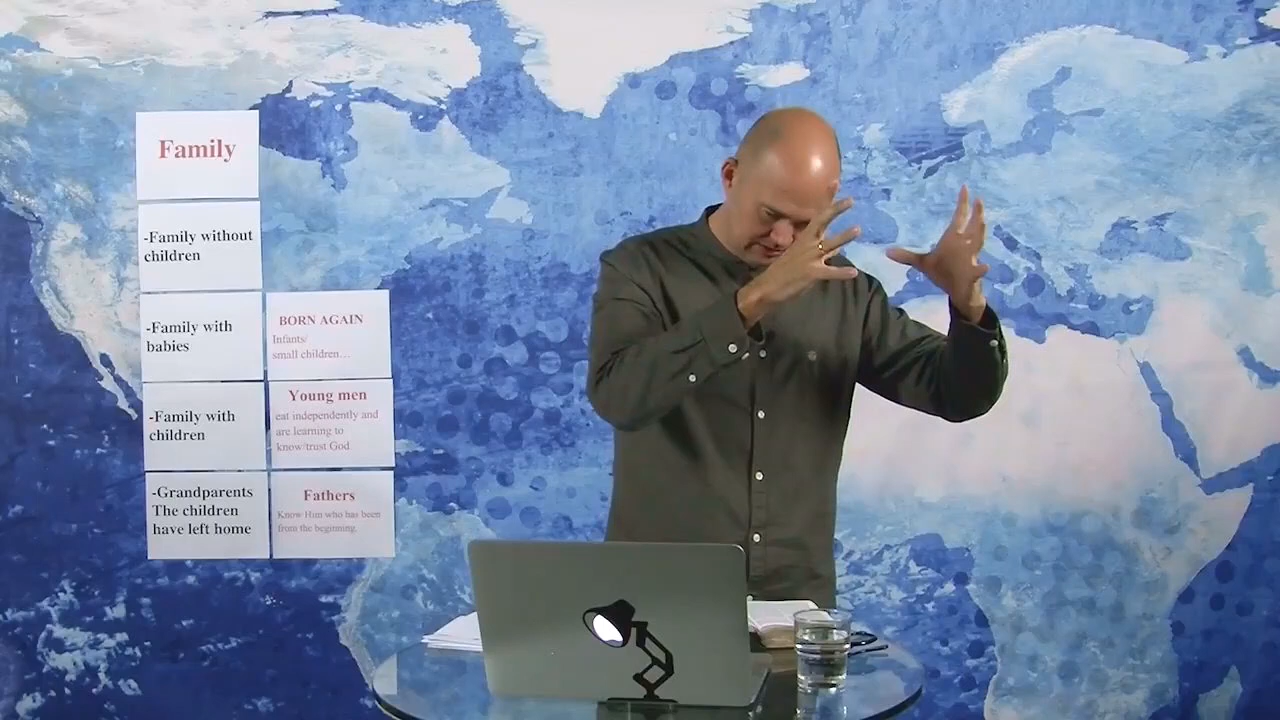 Family
-Family without
children
-Family with
babies
BORN AGAIN
Infants/
small children...
-Family with
children
Young men
eat independently and
are learning to
know/trust God
-Grandparents
The children
have left home
Fathers
Know Him who has been
from the beginning.